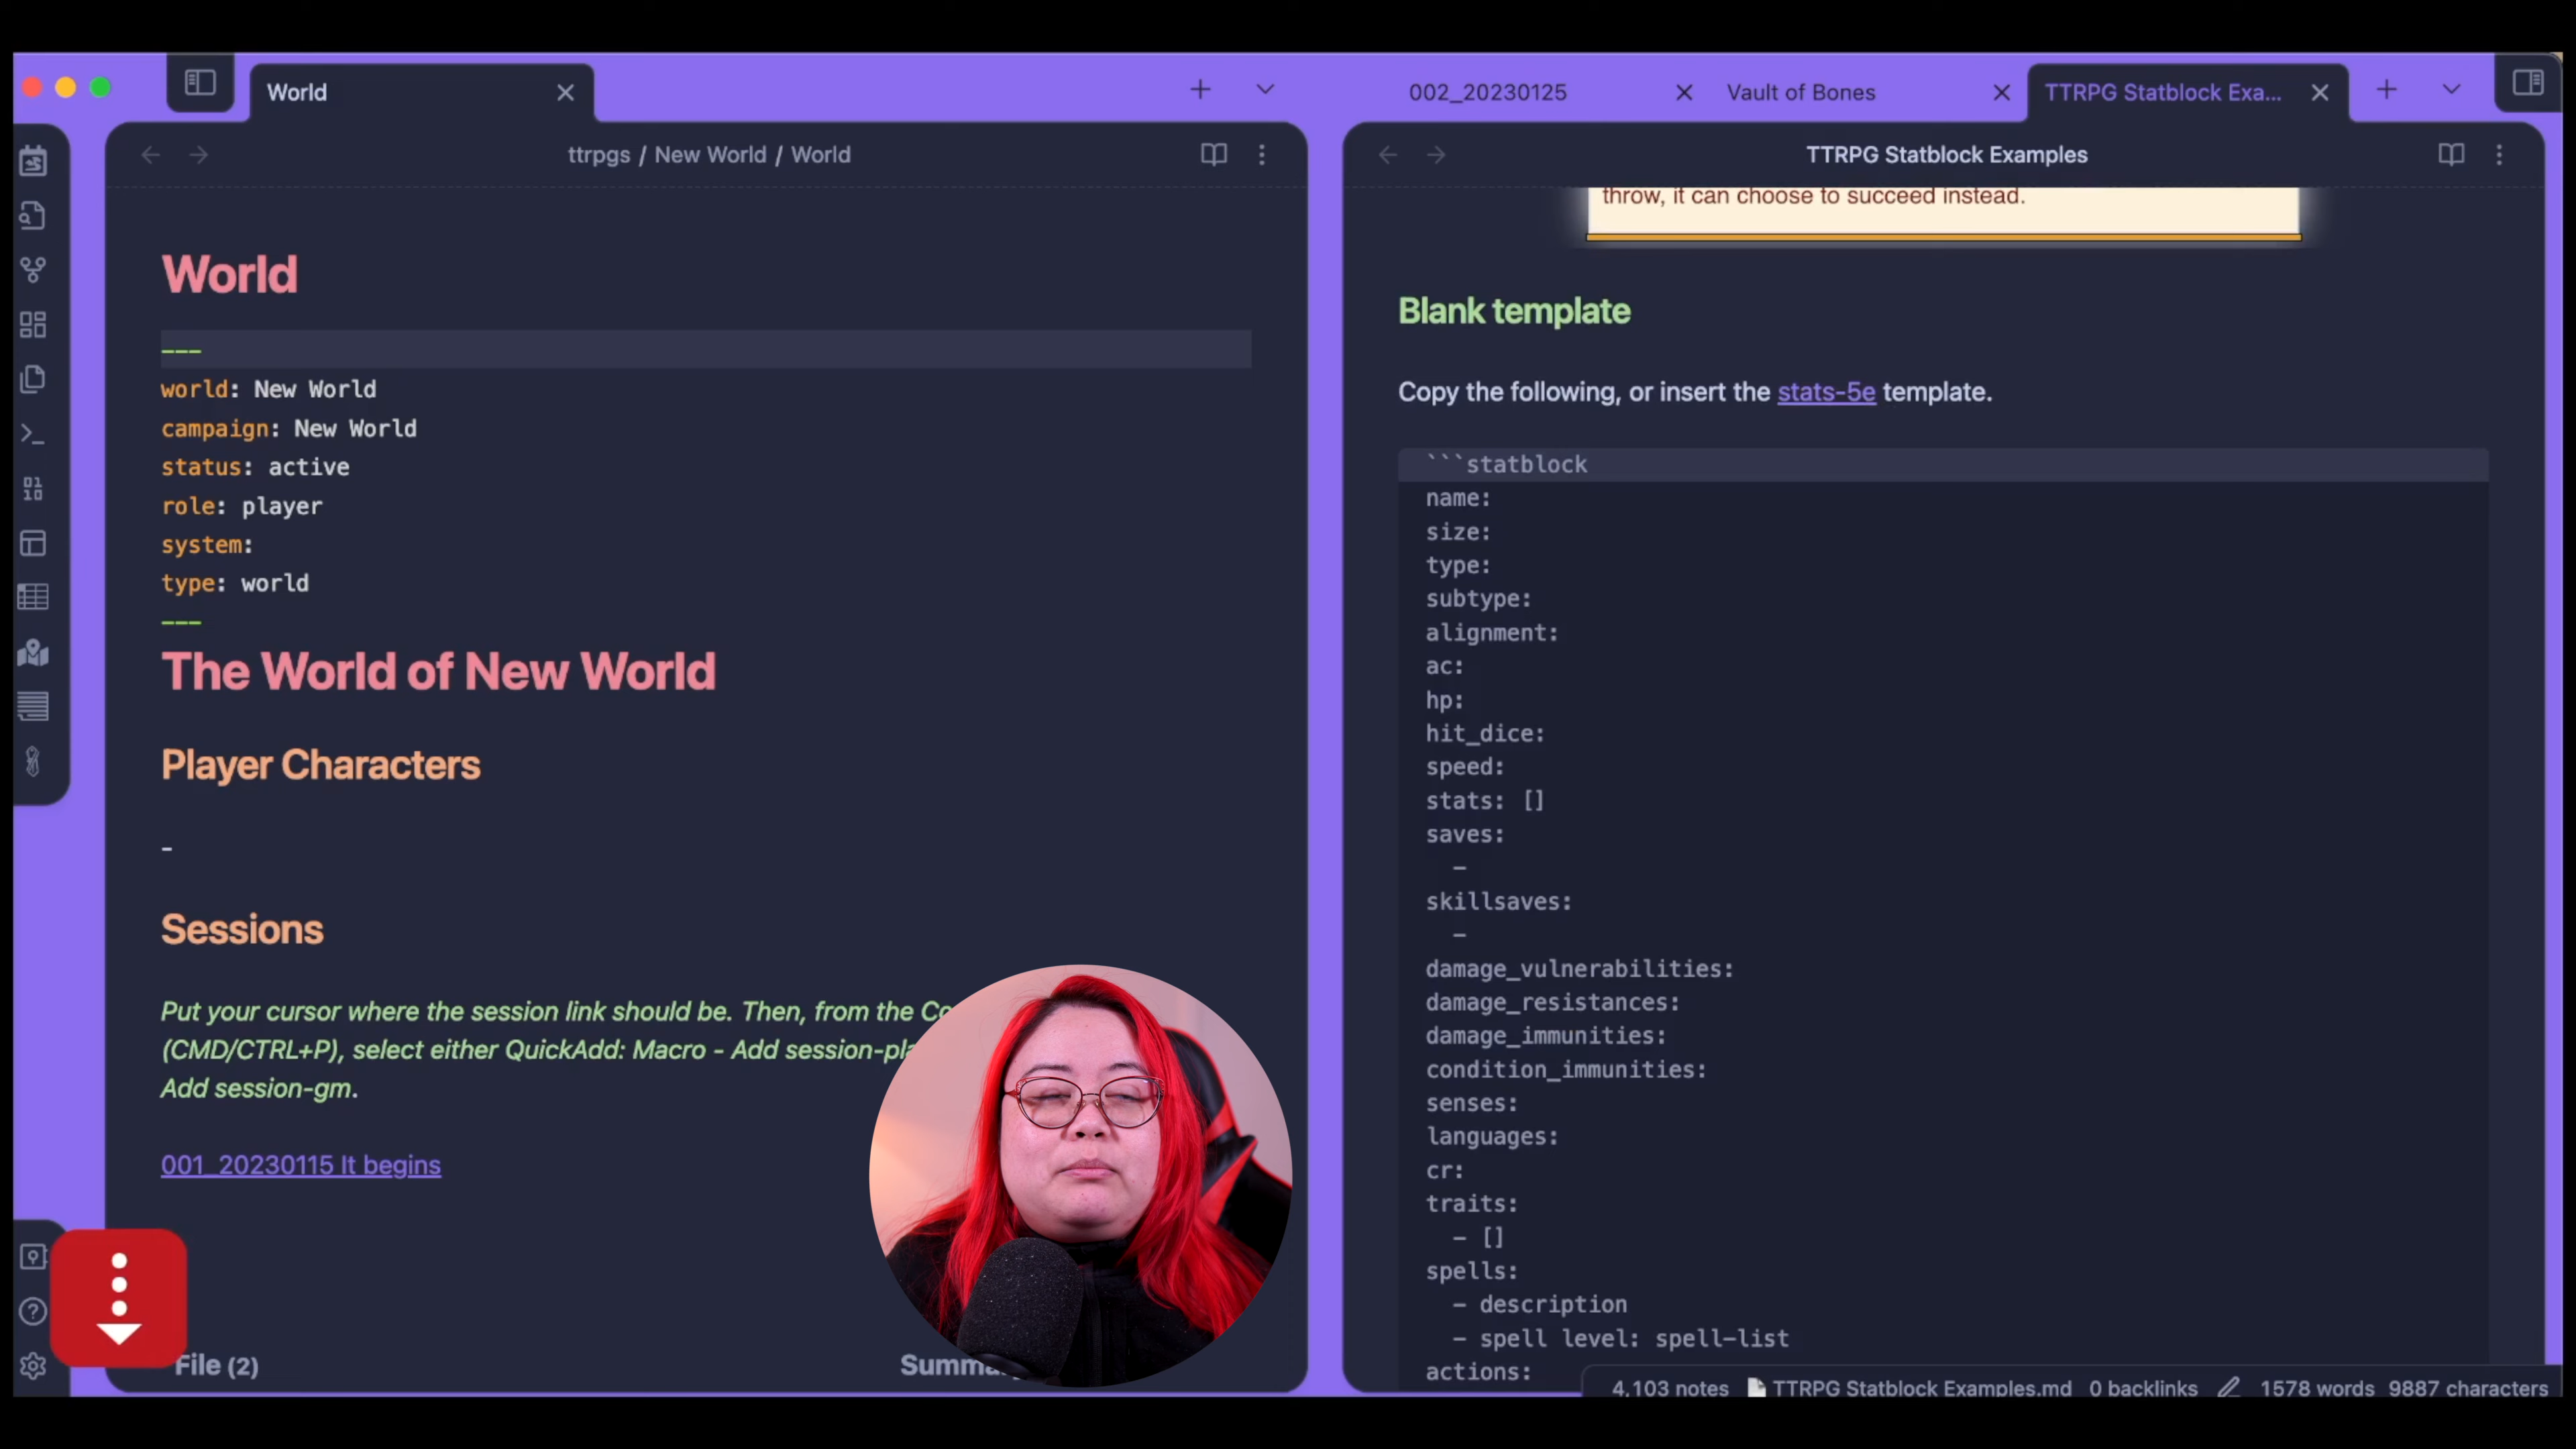 World
002_20230125
Vault of Bones
TTRPG Statblock Exa...
ttrpgs / New World / World
TTRPG Statblock Examples
World
---
world: New World
campaign: New World
status: active
role: player
system:
type: world
---
The World of New World
Player Characters
-
Sessions
Put your cursor where the session link should be. Then, from the Co
(CMD/CTRL+P), select either QuickAdd: Macro - Add session-pla
Add session-gm.
001_20230115 It begins
File (2)
Summary
throw, it can choose to succeed instead.
Blank template
Copy the following, or insert the stats-5e template.
```statblock
name:
size:
type:
subtype:
alignment:
ac:
hp:
hit_dice:
speed:
stats: []
saves:
-
skillsaves:
-
damage_vulnerabilities:
damage_resistances:
damage_immunities:
condition_immunities:
senses:
languages:
cr:
traits:
- []
spells:
- description
- spell level: spell-list
actions:
4,103 notes TTRPG Statblock Examples.md 0 backlinks 1578 words 9887 characters